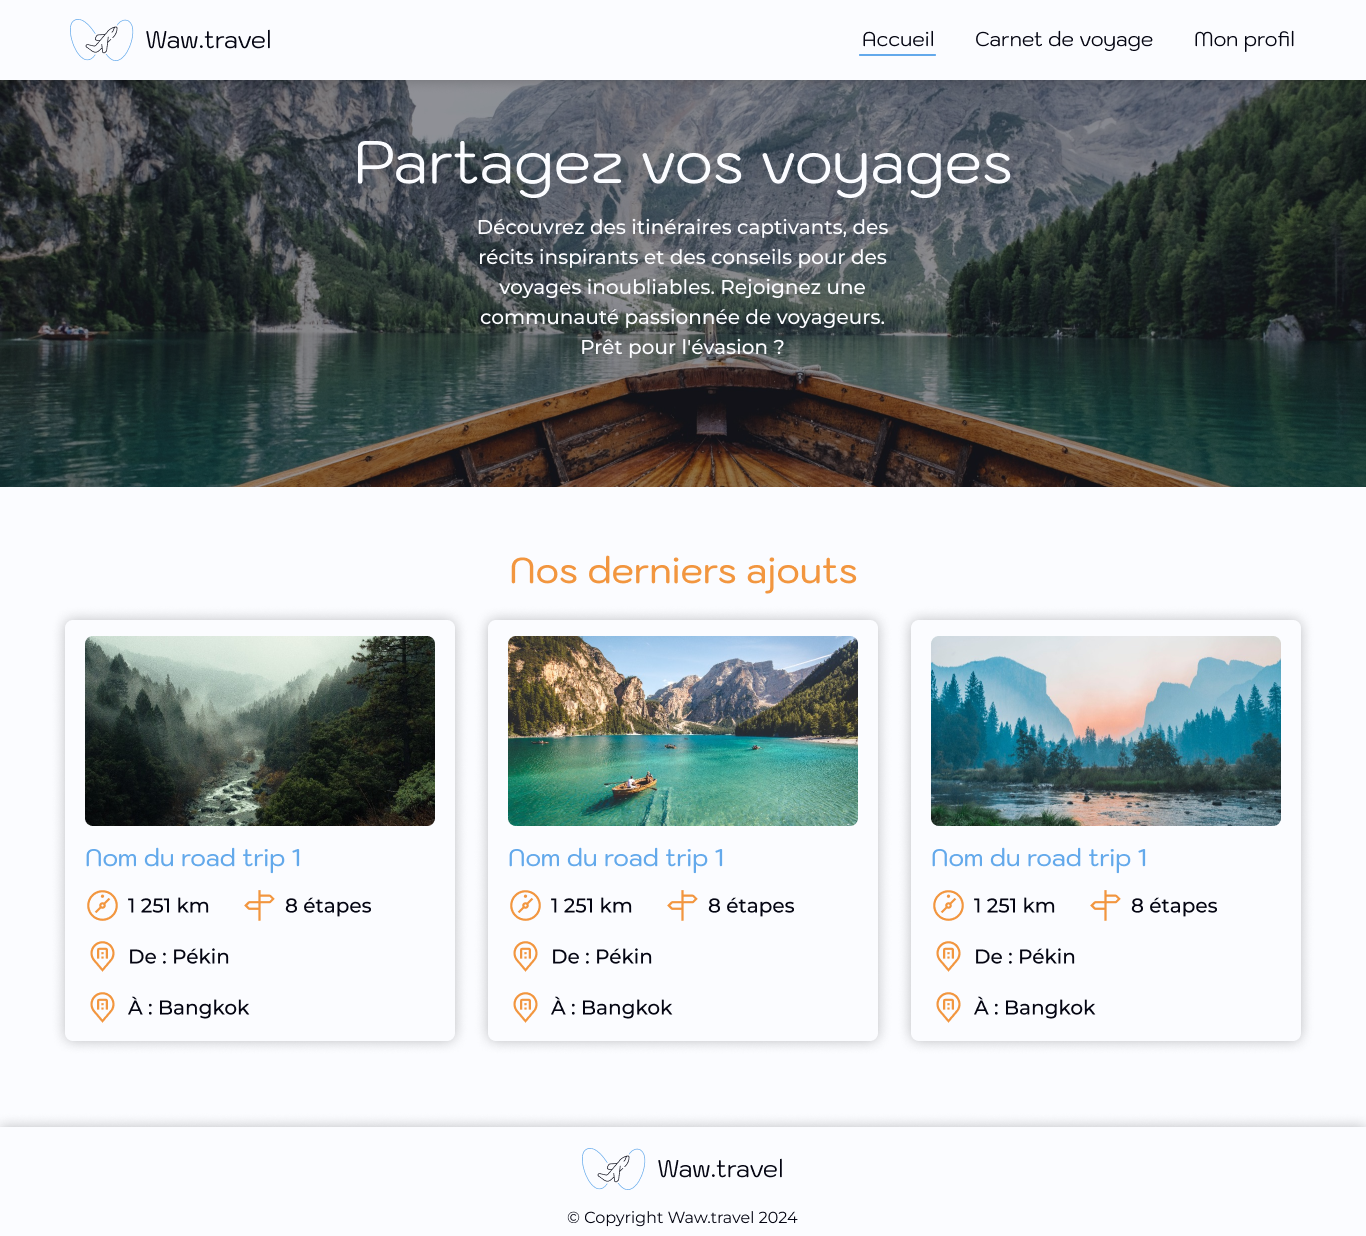 Waw.travel
Accueil
Carnet de voyage
Mon profil
Partagez vos voyages
Découvrez des itinéraires captivants, des
récits inspirants et des conseils pour des
voyages inoubliables. Rejoignez une
communauté passionnée de voyageurs.
Prêt pour l'évasion ?
Nos derniers ajouts
Nom du road trip 1
1 251 km
8 étapes
De : Pékin
À : Bangkok
Nom du road trip 1
1 251 km
8 étapes
De : Pékin
À : Bangkok
Nom du road trip 1
1 251 km
8 étapes
De : Pékin
À : Bangkok
Waw.travel
© Copyright Waw.travel 2024